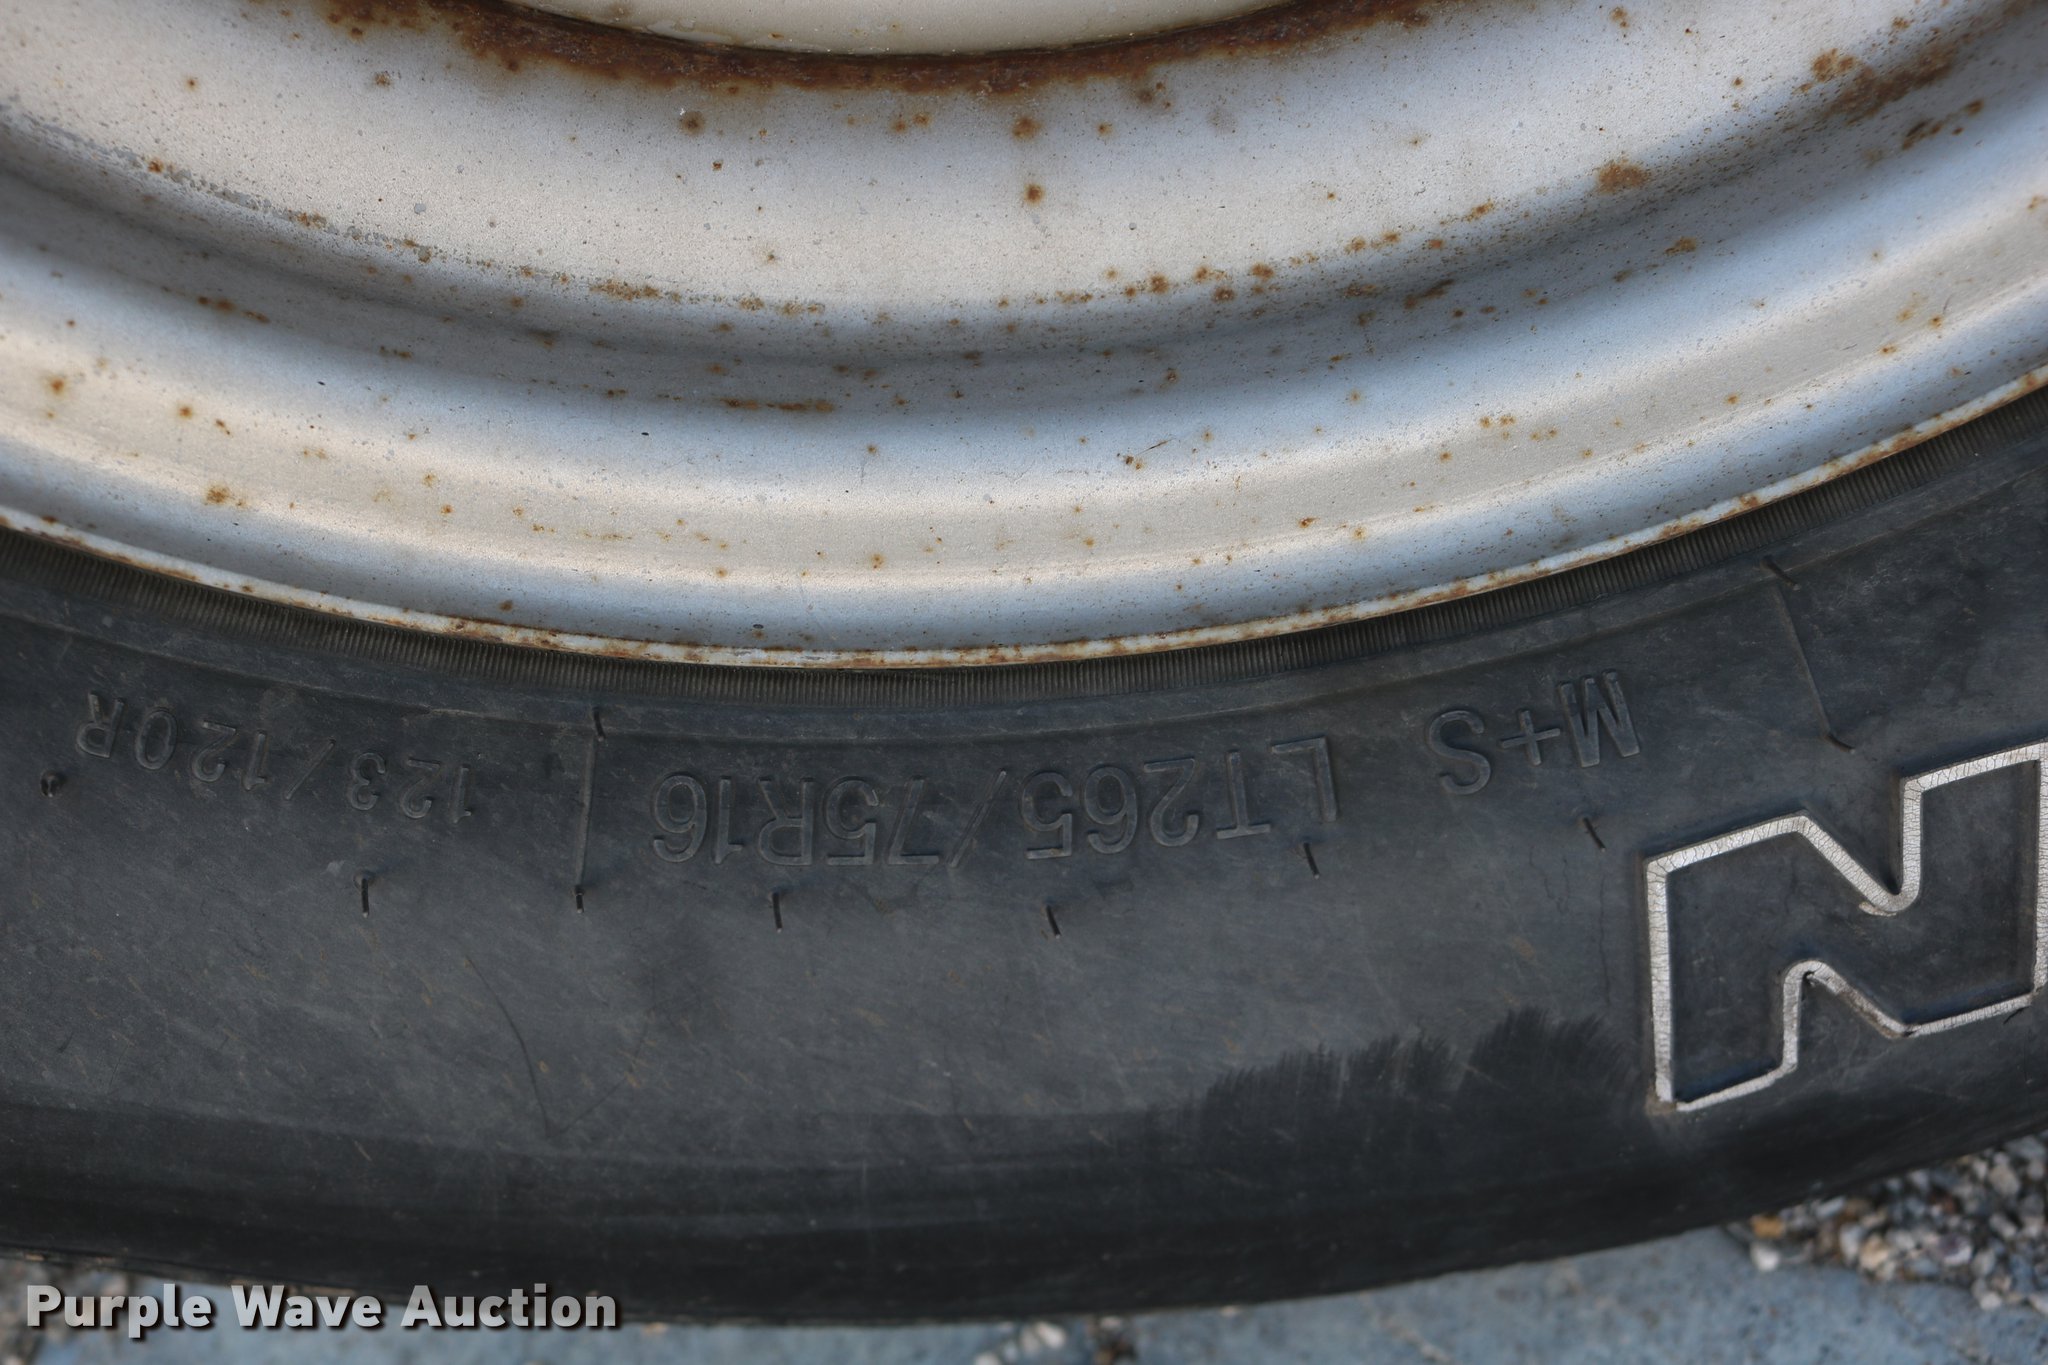 M+S LT265/75R16 123/120R
N
Purple Wave Auction